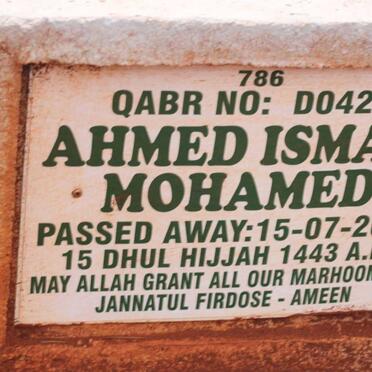 786
QABR NO: D042
AHMED ISMA
MOHAMED
PASSED AWAY:15-07-20
15 DHUL HIJJAH 1443 A.
MAY ALLAH GRANT ALL OUR MARHOOM
JANNATUL FIRDOSE - AMEEN